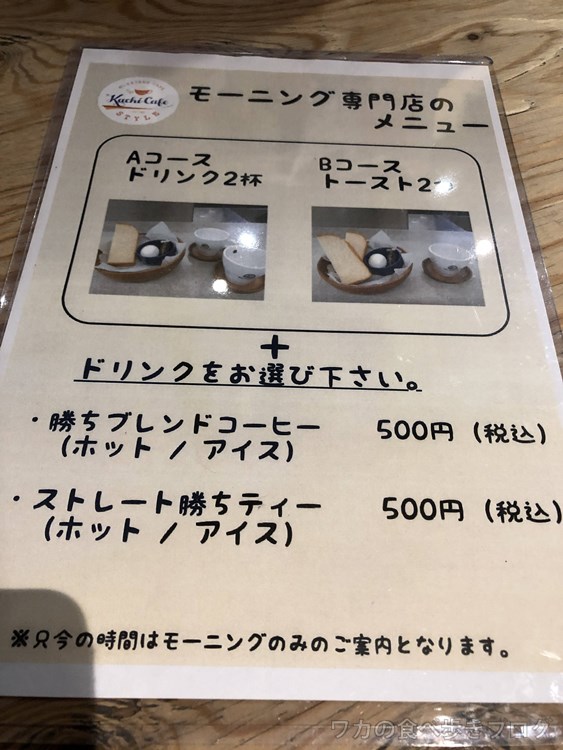 Kachi Cafe
STYLE
モーニング専門店の
メニュー
Aコース
ドリンク2杯
Bコース
トースト2
+
ドリンクをお選び下さい。
・勝ちブレンドコーヒー 500円 (税込)
(ホット / アイス)
・ストレート勝ちティー 500円 (税込)
(ホット / アイス)
※只今の時間はモーニングのみのご案内となります。
ワカの食べ歩きブログ